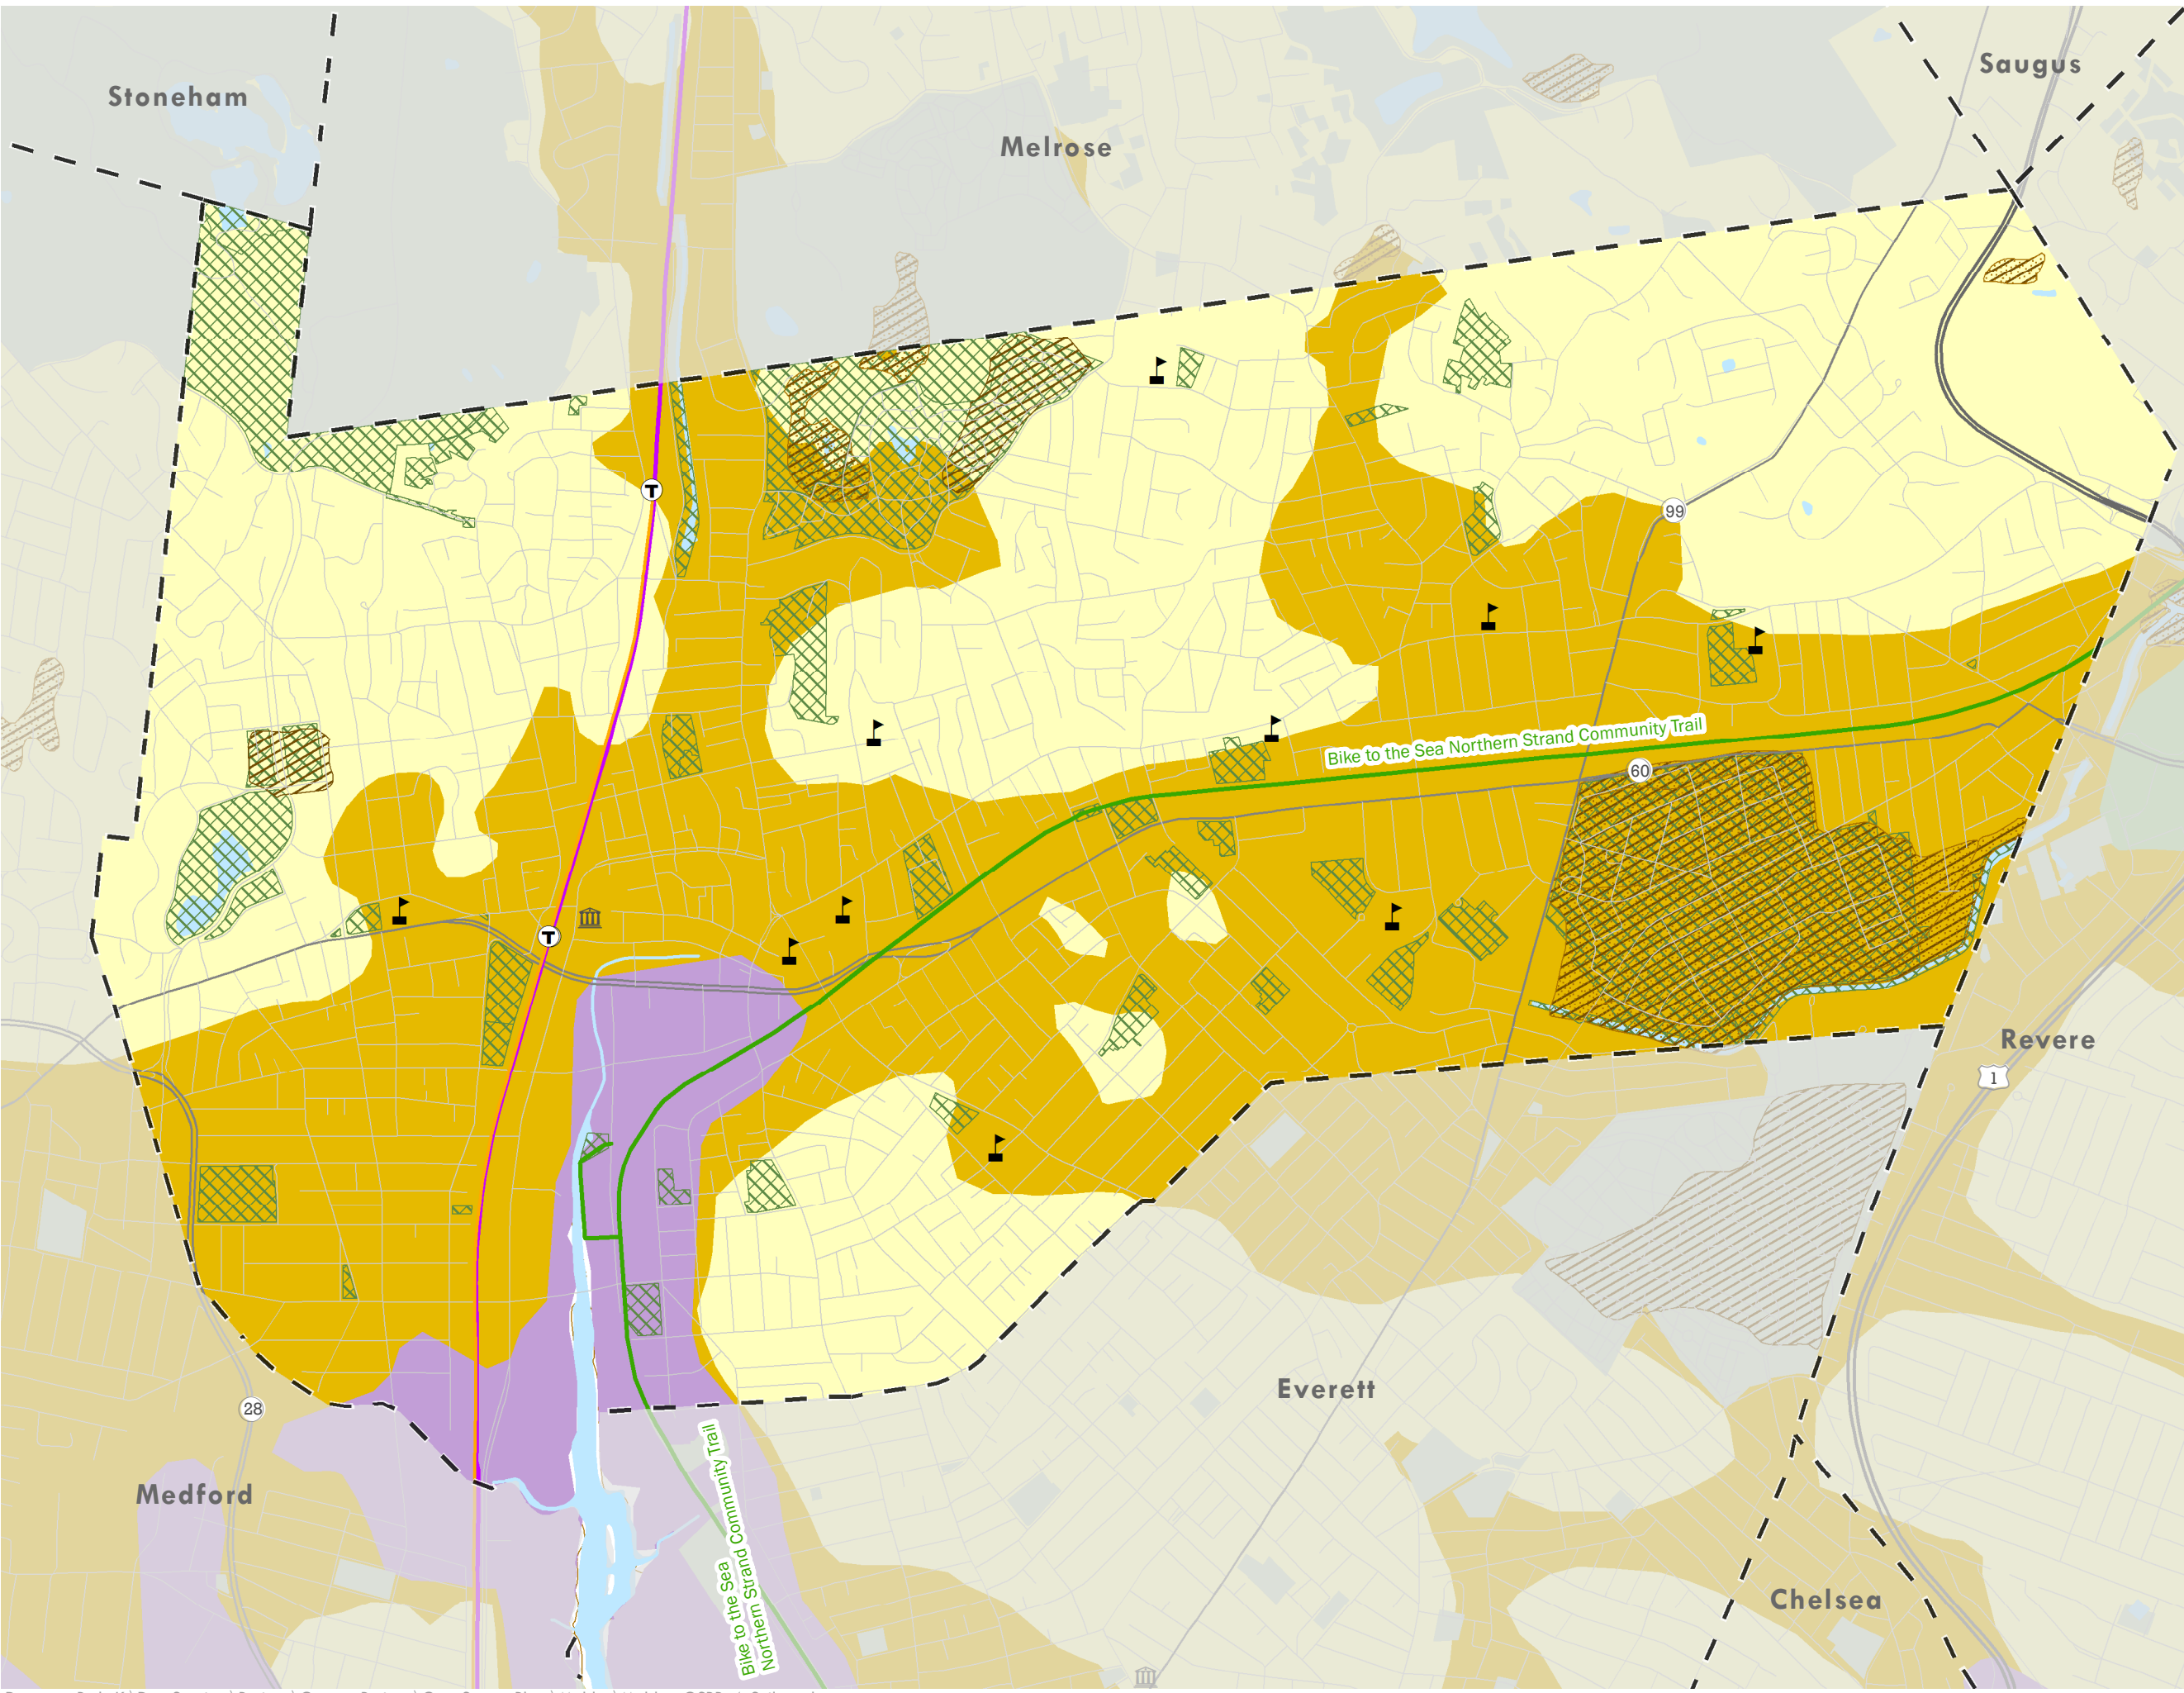 Saugus
Stoneham
Melrose
T
99
Bike to the Sea Northern Strand Community Trail
60
T
Revere
1
Everett
28
Medford
Bike to the Sea
Northern Strand Community Trail
Chelsea